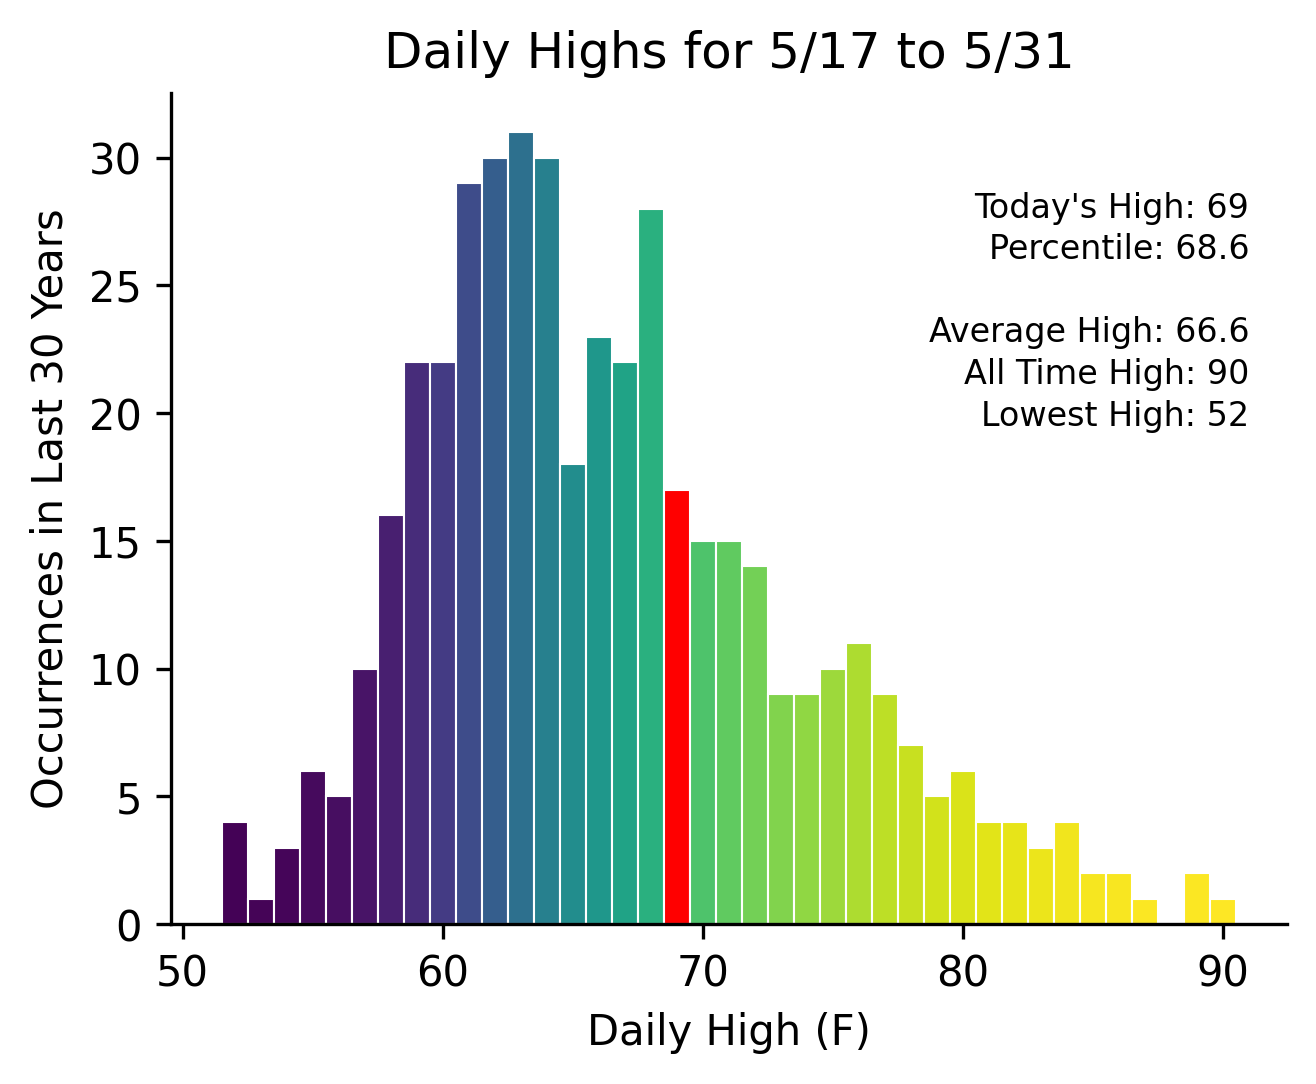 Daily Highs for 5/17 to 5/31
30
25
20
15
10
5
0
Occurrences in Last 30 Years
Today's High: 69
Percentile: 68.6
Average High: 66.6
All Time High: 90
Lowest High: 52
50 60 70 80 90
Daily High (F)